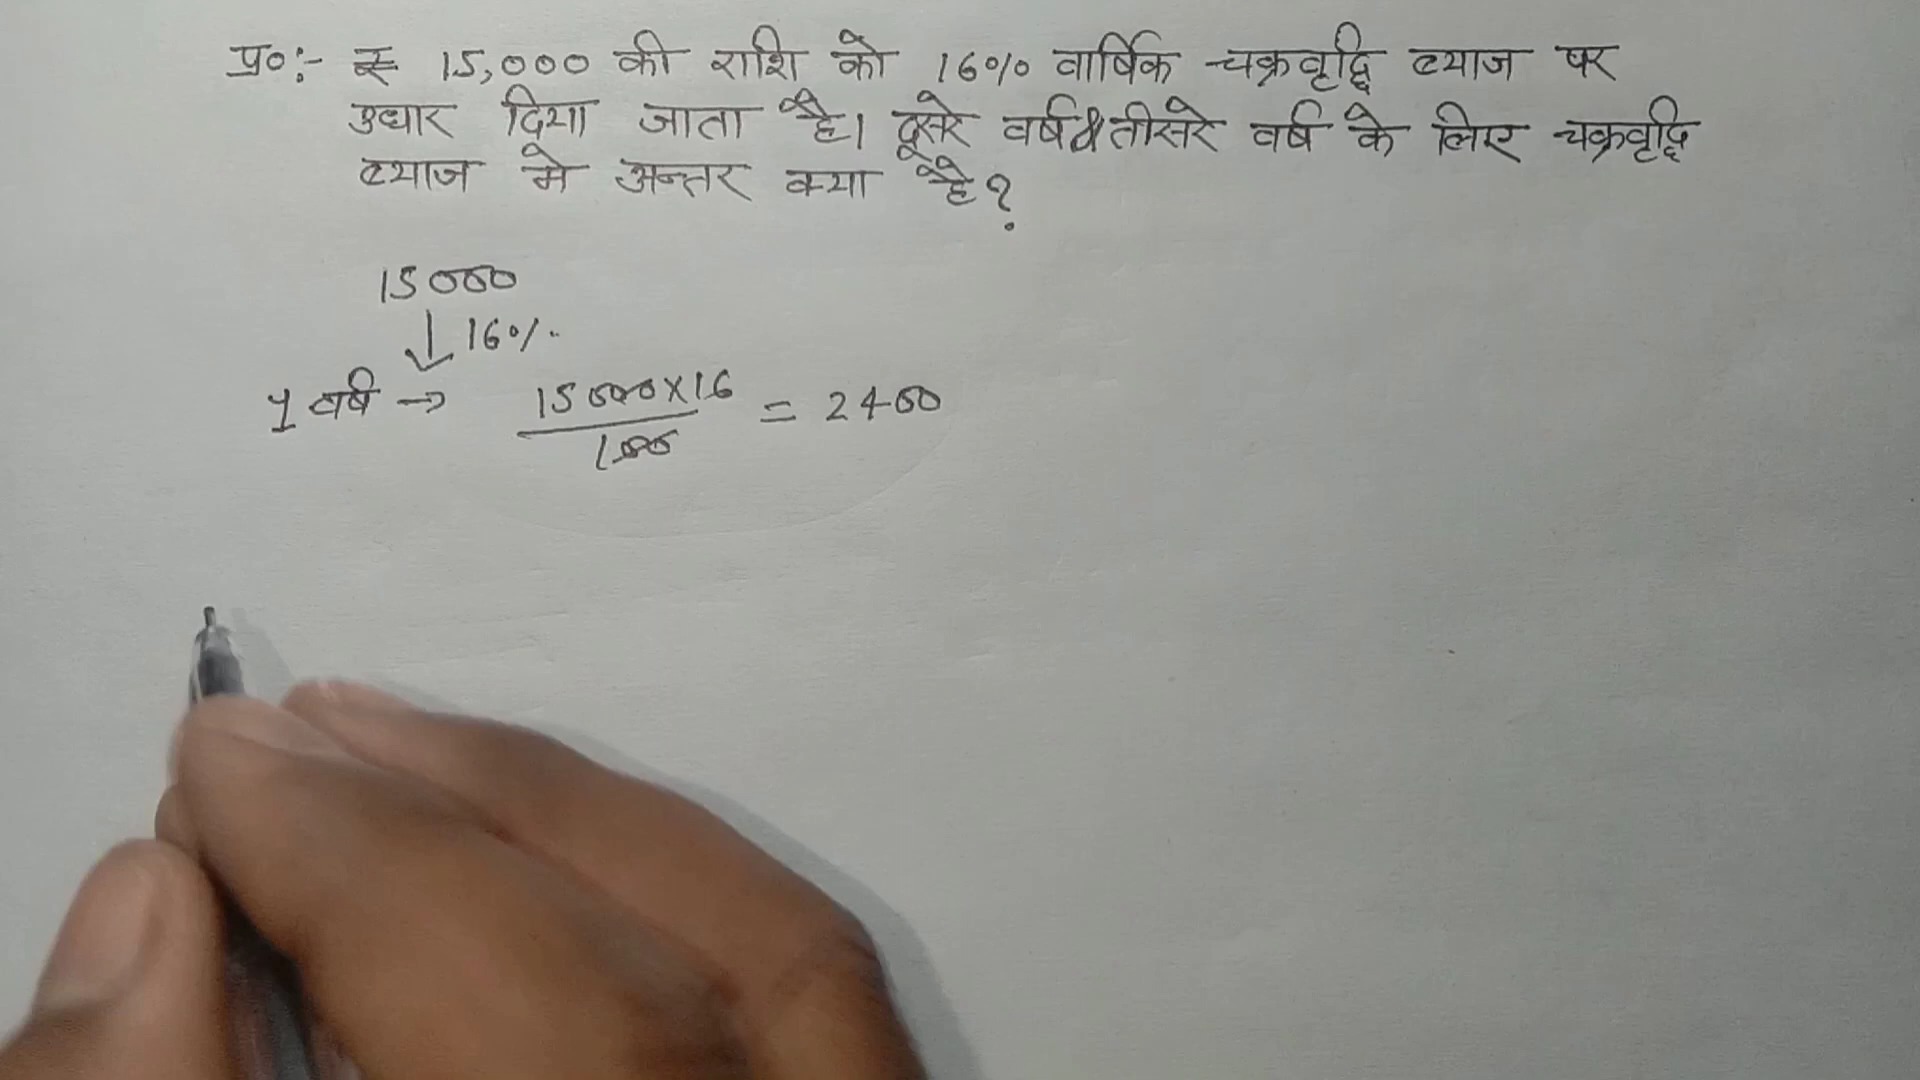 प्र०:- ₹ 15,000 की राशि को 16% वार्षिक चक्रवृद्धि ब्याज पर
उधार दिया जाता है। दूसरे वर्ष & तीसरे वर्ष के लिए चक्रवृद्धि
ब्याज मे अन्तर क्या है?
15000
↓ 16%
1 वर्ष → 15000×16
= 2400
100